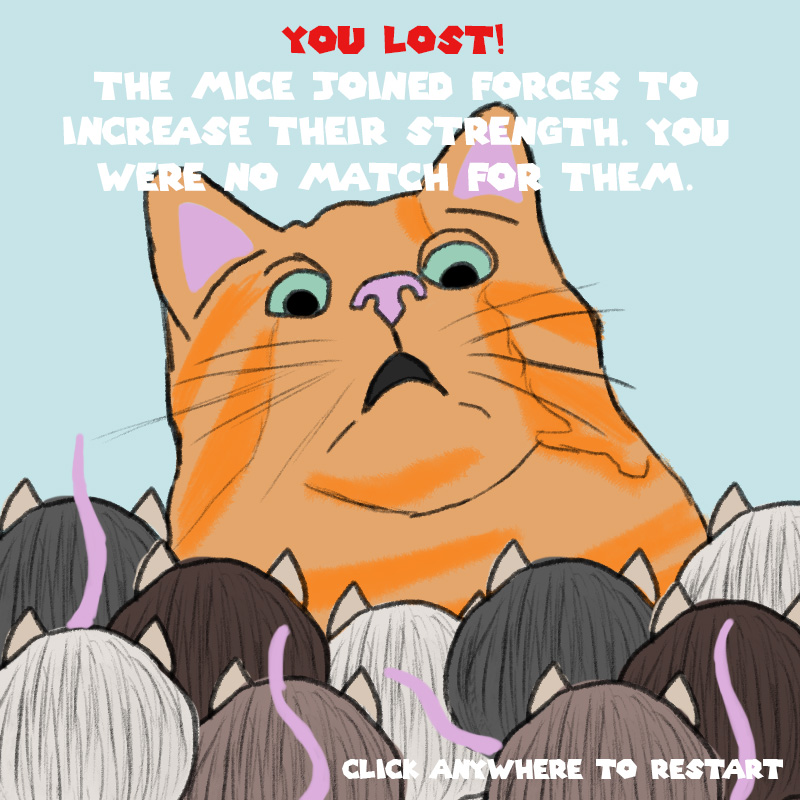 YOU LOST!
THE MICE JOINED FORCES TO
INCREASE THEIR STRENGTH. YOU
WERE NO MATCH FOR THEM.
CLICK ANYWHERE TO RESTART